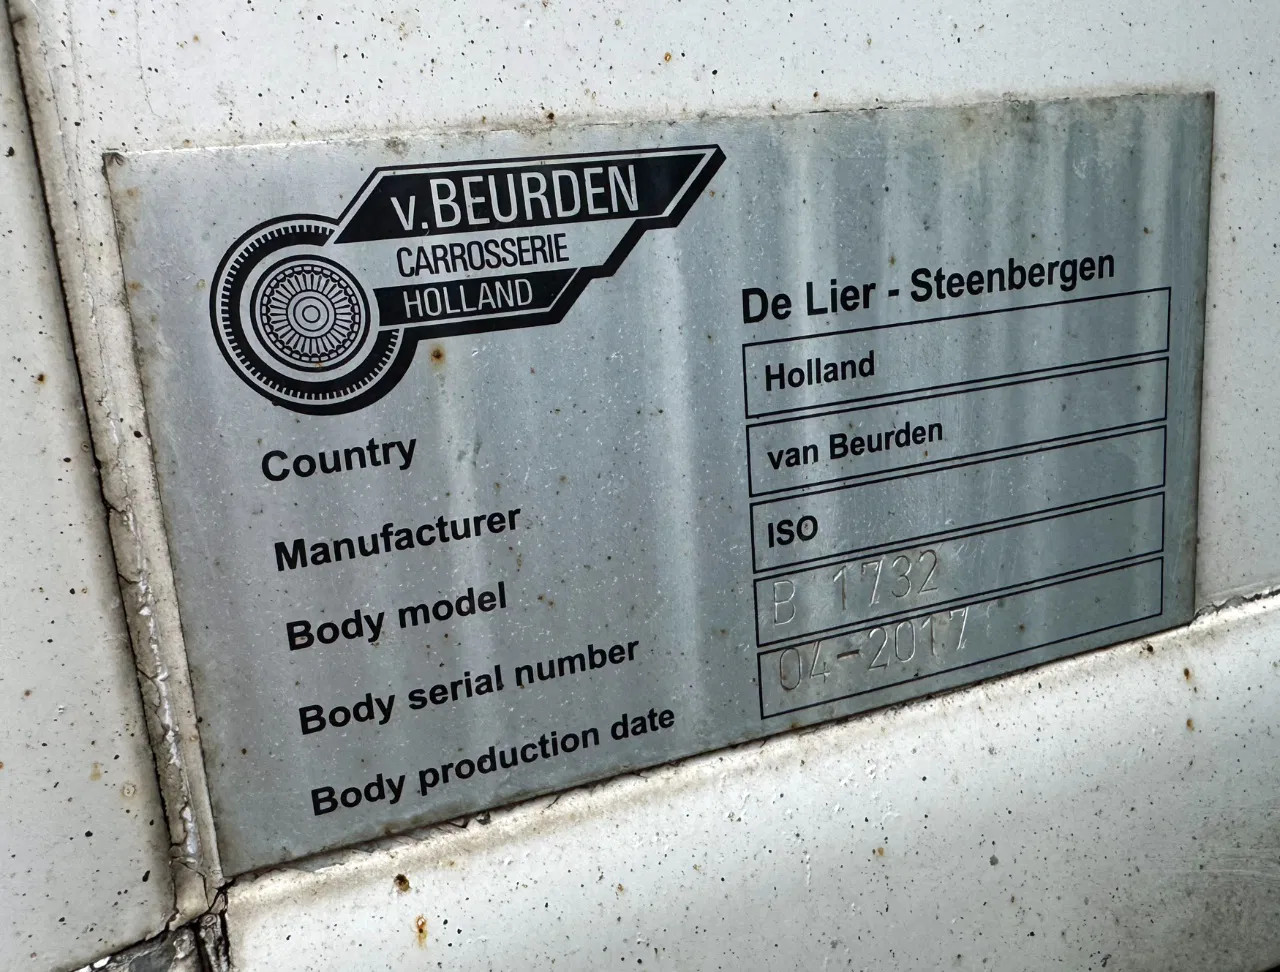 v.BEURDEN
CARROSSERIE
HOLLAND
De Lier - Steenbergen
Country Holland
Manufacturer van Beurden
Body model ISO
Body serial number B 1732
Body production date 04-2017